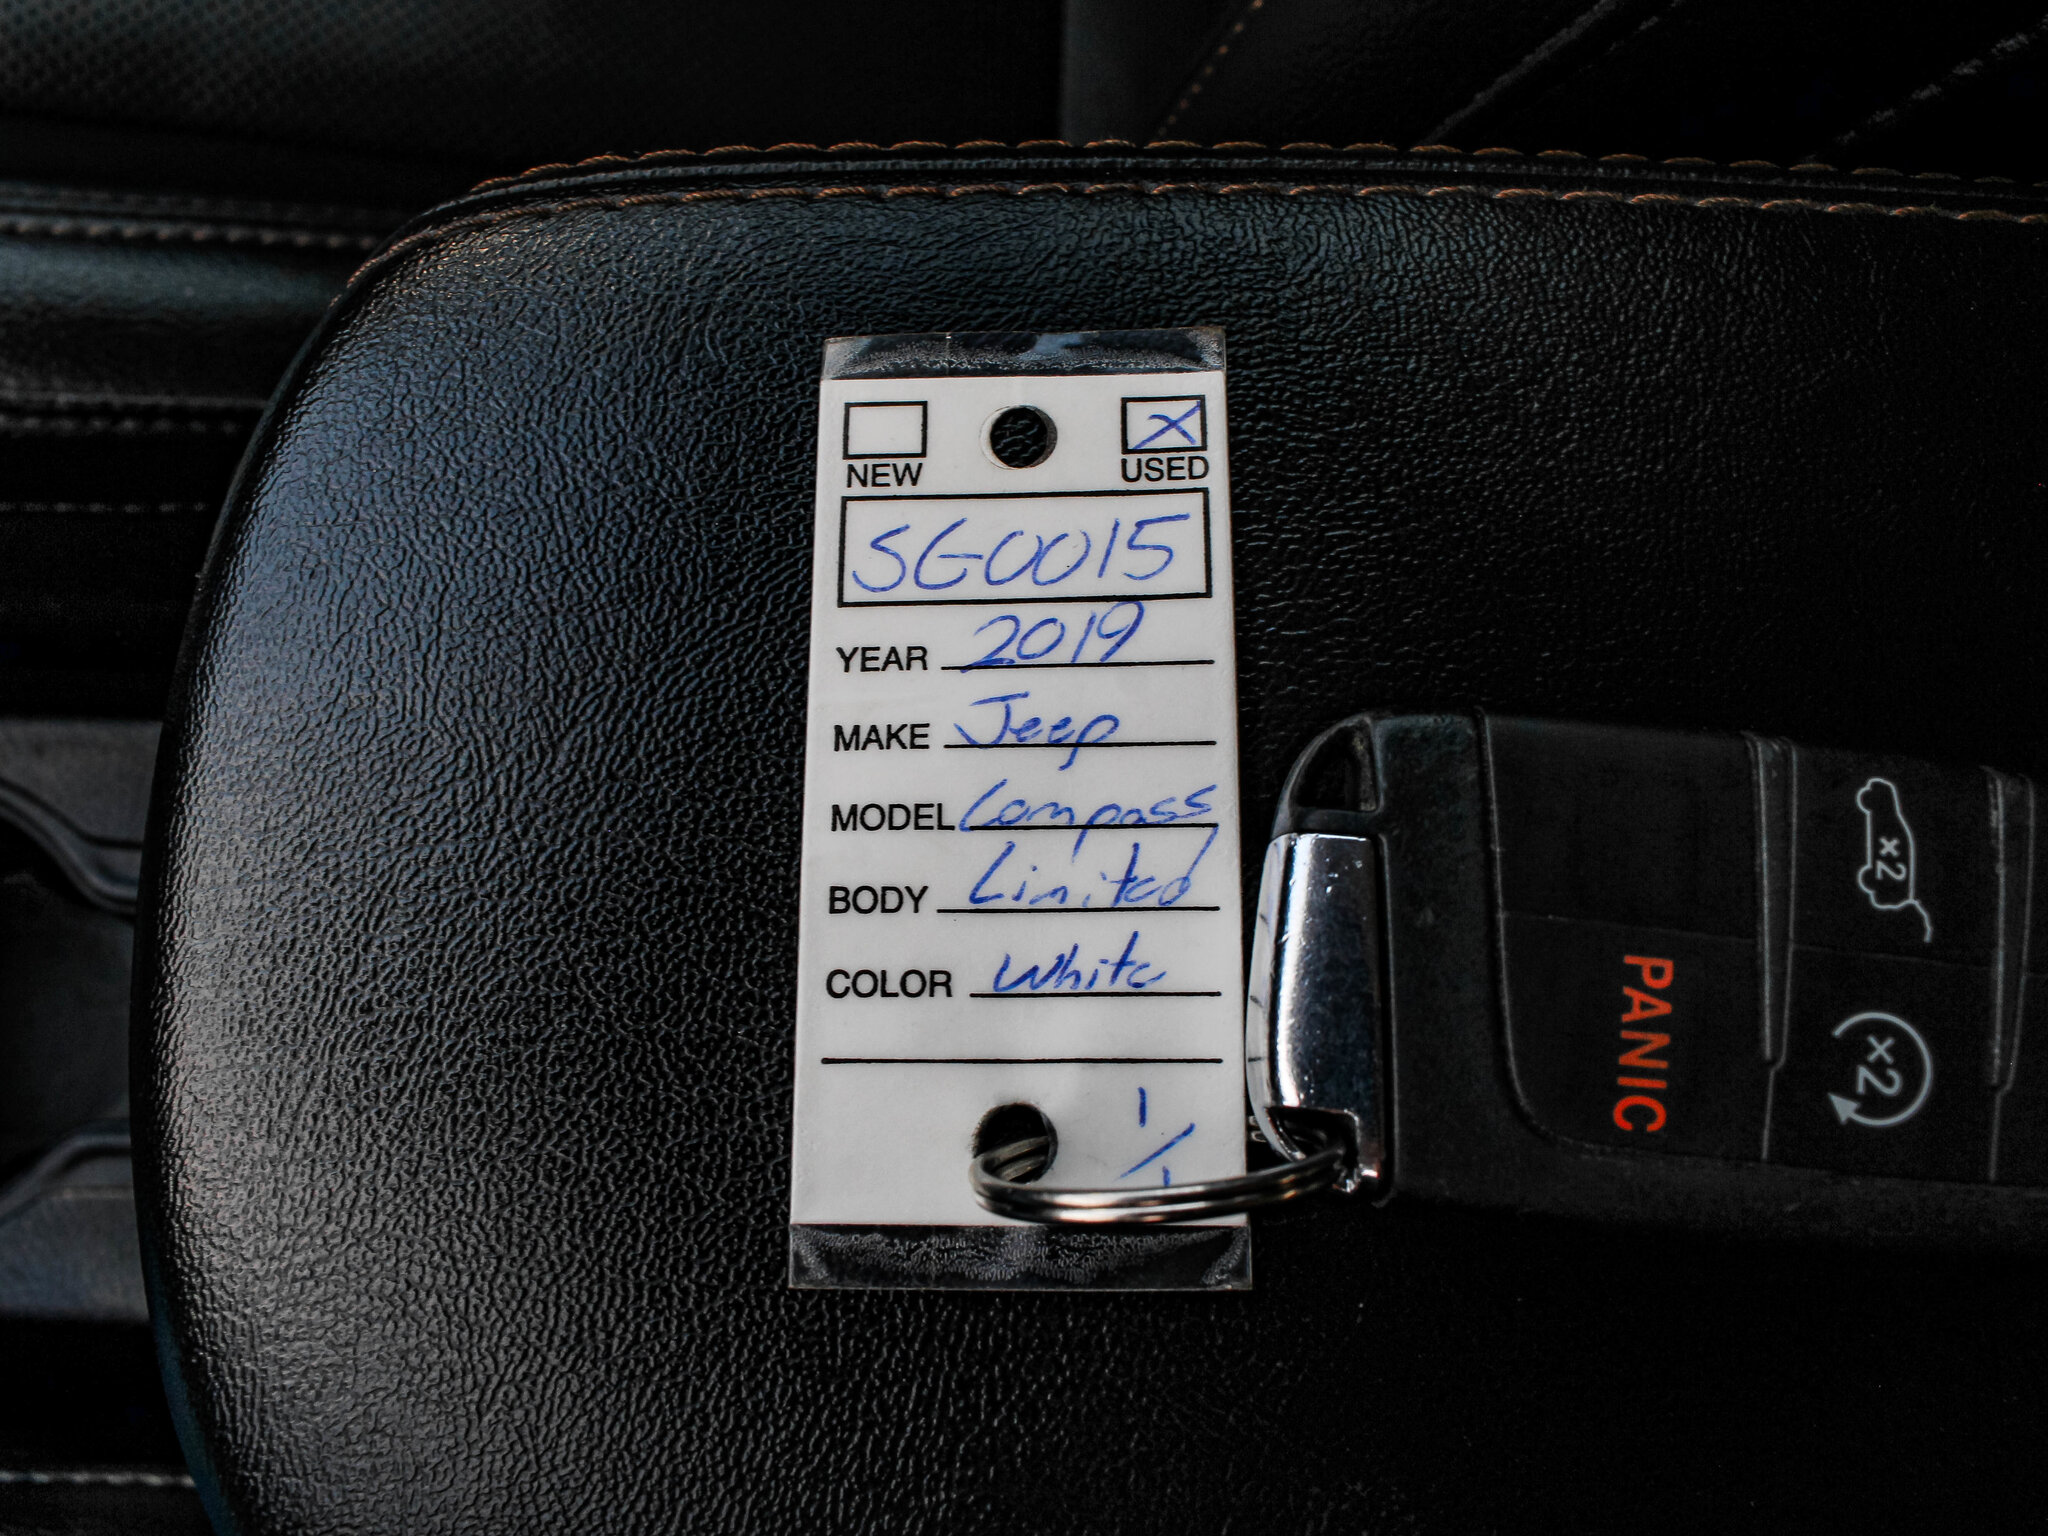 NEW USED
SG0015
YEAR 2019
MAKE Jeep
MODEL Compass
BODY Limited
COLOR White
1/1
x2
PANIC
x2